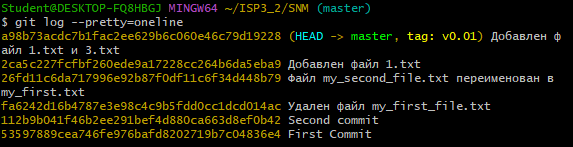 Student@DESKTOP-FQ8HBGJ MINGW64 ~/ISP3_2/SNM (master)
$ git log --pretty=oneline
a98b73acdc7b1fac2ee629b6c060e46c79d19228 (HEAD -> master, tag: v0.01) Добавлен ф
айл 1.txt и 3.txt
2ca5c227fcfbf260ede9a17228cc264b6da5eba9 Добавлен файл 1.txt
26fd11c6da717996e92b87f0df11c6f34d448b79 Файл my_second_file.txt переименован в
my_first.txt
fa6242d16b4787e3e98c4c9b5fdd0cc1dcd014ac Удален файл my_first_file.txt
112b9b041f46b2ee291bef4d880ca663d8ef0b42 Second commit
53597889cea746fe976bafd8202719b7c04836e4 First Commit